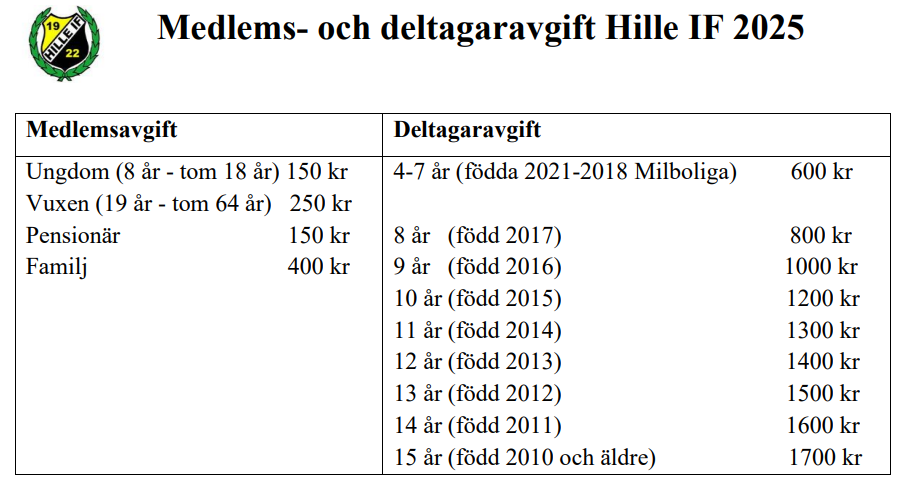 19
HILLE IF
22
Medlems- och deltagaravgift Hille IF 2025
Medlemsavgift
Ungdom (8 år - tom 18 år) 150 kr
Vuxen (19 år - tom 64 år) 250 kr
Pensionär 150 kr
Familj 400 kr
Deltagaravgift
4-7 år (födda 2021-2018 Milboliga) 600 kr
8 år (född 2017) 800 kr
9 år (född 2016) 1000 kr
10 år (född 2015) 1200 kr
11 år (född 2014) 1300 kr
12 år (född 2013) 1400 kr
13 år (född 2012) 1500 kr
14 år (född 2011) 1600 kr
15 år (född 2010 och äldre) 1700 kr